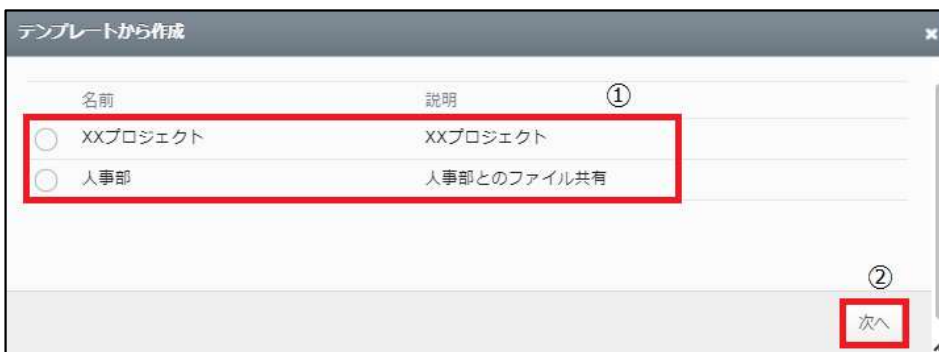 テンプレートから作成
名前 説明 ①
XXプロジェクト XXプロジェクト
人事部 人事部とのファイル共有
②
次へ